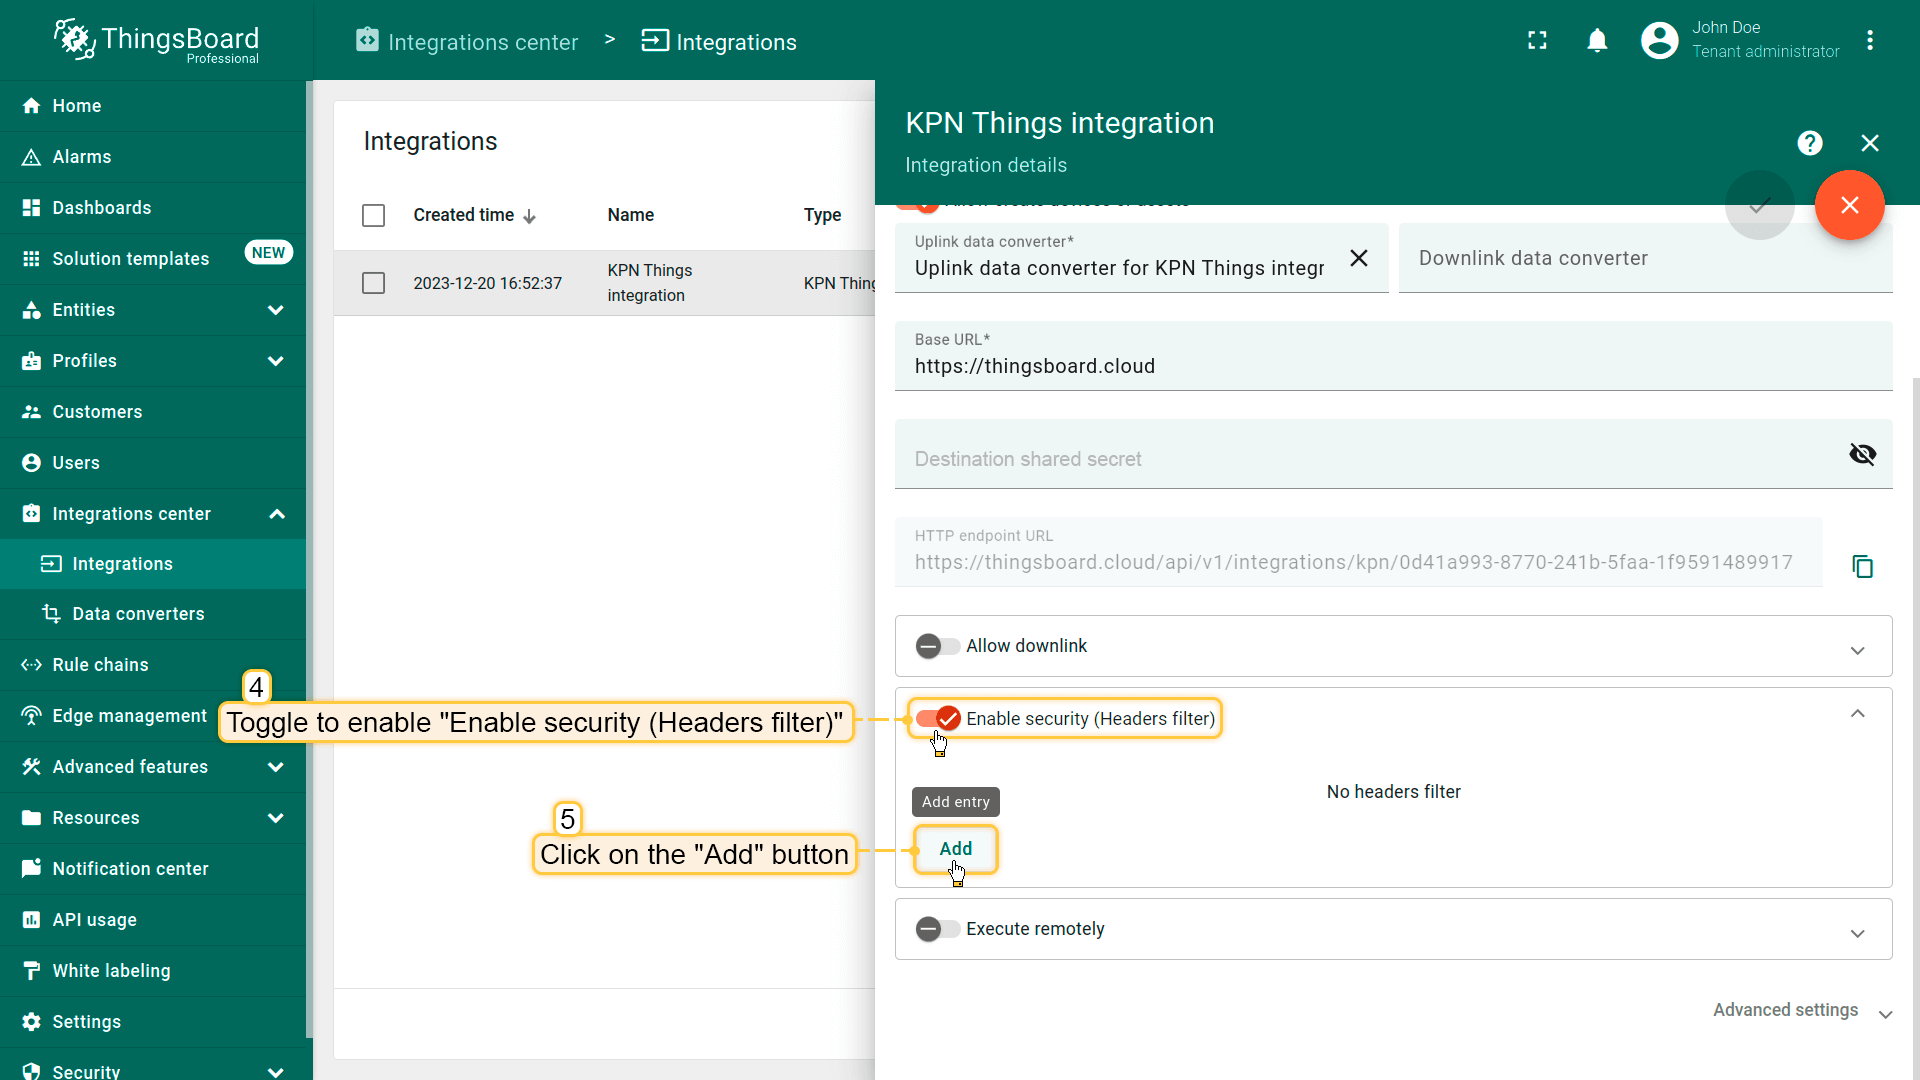 ThingsBoard
Professional
Integrations center > Integrations
John Doe
Tenant administrator
Home
Alarms
Dashboards
Solution templates
NEW
Entities
Profiles
Customers
Users
Integrations center
Integrations
Data converters
Rule chains
Edge management
Advanced features
Resources
Notification center
API usage
White labeling
Settings
Security
Integrations
Created time
Name
Type
2023-12-20 16:52:37
KPN Things
integration
KPN Thing
4
Toggle to enable "Enable security (Headers filter)"
5
Click on the "Add" button
KPN Things integration
Integration details
Allow create devices or assets
Uplink data converter*
Uplink data converter for KPN Things integr
Downlink data converter
Base URL*
https://thingsboard.cloud
Destination shared secret
HTTP endpoint URL
https://thingsboard.cloud/api/v1/integrations/kpn/0d41a993-8770-241b-5faa-1f9591489917
Allow downlink
Enable security (Headers filter)
No headers filter
Add entry
Add
Execute remotely
Advanced settings